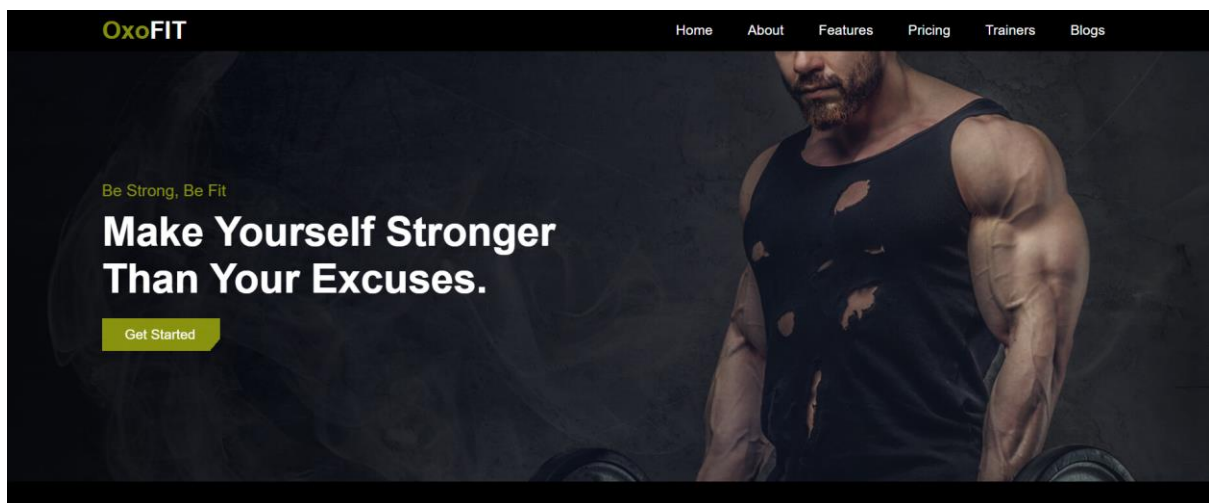 OxoFIT
Home About Features Pricing Trainers Blogs
Be Strong, Be Fit
Make Yourself Stronger
Than Your Excuses.
Get Started